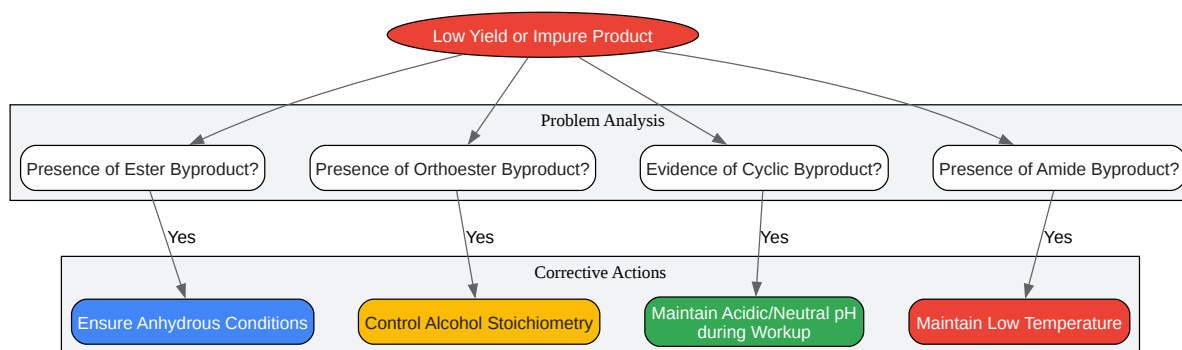 Low Yield or Impure Product
Problem Analysis
Presence of Ester Byproduct?
Presence of Orthoester Byproduct?
Evidence of Cyclic Byproduct?
Presence of Amide Byproduct?
Yes
Yes
Yes
Yes
Corrective Actions
Ensure Anhydrous Conditions
Control Alcohol Stoichiometry
Maintain Acidic/Neutral pH
during Workup
Maintain Low Temperature